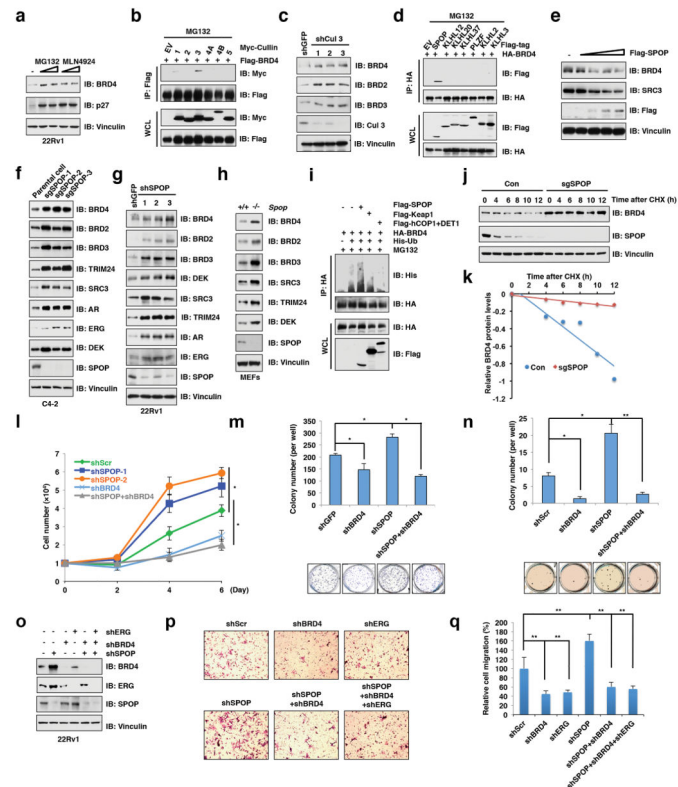 a
MG132 MLN4924
-
IB: BRD4
IB: p27
IB: Vinculin
22Rv1
b
MG132
EV 1 2 3 4A 4B 5 Myc-Cullin
+ + + + + + + Flag-BRD4
IP: Flag
IB: Myc
IB: Flag
WCL
IB: Myc
IB: Flag
c
shGFP
shCul 3
1 2 3
IB: BRD4
IB: BRD2
IB: BRD3
IB: Cul 3
IB: Vinculin
d
MG132
EV SPOP KLHL12 KLHL20 KLHL37 PLZF KLHL2 KLHL3
Flag-tag
+ + + + + + + + HA-BRD4
IP: HA
IB: Flag
IB: HA
WCL
IB: Flag
IB: HA
e
- Flag-SPOP
IB: BRD4
IB: SRC3
IB: Flag
IB: Vinculin
f
Parental cell
sgSPOP-1
sgSPOP-2
sgSPOP-3
IB: BRD4
IB: BRD2
IB: BRD3
IB: TRIM24
IB: SRC3
IB: AR
IB: ERG
IB: DEK
IB: SPOP
IB: Vinculin
C4-2
g
shGFP
shSPOP
1 2 3
IB: BRD4
IB: BRD2
IB: BRD3
IB: DEK
IB: SRC3
IB: TRIM24
IB: AR
IB: ERG
IB: SPOP
IB: Vinculin
22Rv1
h
+/+ -/- Spop
IB: BRD4
IB: BRD2
IB: BRD3
IB: SRC3
IB: TRIM24
IB: DEK
IB: SPOP
IB: Vinculin
MEFs
i
Flag-SPOP
Flag-Keap1
Flag-hCOP1+DET1
HA-BRD4
His-Ub
MG132
IP: HA
IB: His
IB: HA
WCL
IB: HA
IB: Flag
j
Con sgSPOP
0 4 6 8 10 12 0 4 6 8 10 12 Time after CHX (h)
IB: BRD4
IB: SPOP
IB: Vinculin
k
Time after CHX (h)
0 2 4 6 8 10 12
0
-0.2
-0.4
-0.6
-0.8
-1
-1.2
Relative BRD4 protein levels
Con sgSPOP
l
Cell number (×10⁴)
7
6
5
4
3
2
1
0
shScr
shSPOP-1
shSPOP-2
shBRD4
shSPOP+shBRD4
*
*
0 2 4 6 (Day)
m
Colony number (per well)
350
300
250
200
150
100
50
0
* * *
shGFP
shBRD4
shSPOP
shSPOP+shBRD4
n
Colony number (per well)
25
20
15
10
5
0
* * **
shScr
shBRD4
shSPOP
shSPOP+shBRD4
o
- - - - - + shERG
shBRD4
shSPOP
IB: BRD4
IB: ERG
IB: SPOP
IB: Vinculin
22Rv1
p
shScr shBRD4 shERG
shSPOP
shSPOP
+shBRD4
shSPOP
+shBRD4
+shERG
q
Relative cell migration (%)
200
180
160
140
120
100
80
60
40
20
0
** ** ** ** **
shScr
shBRD4
shERG
shSPOP
shSPOP+shBRD4
shSPOP+shBRD4+shERG